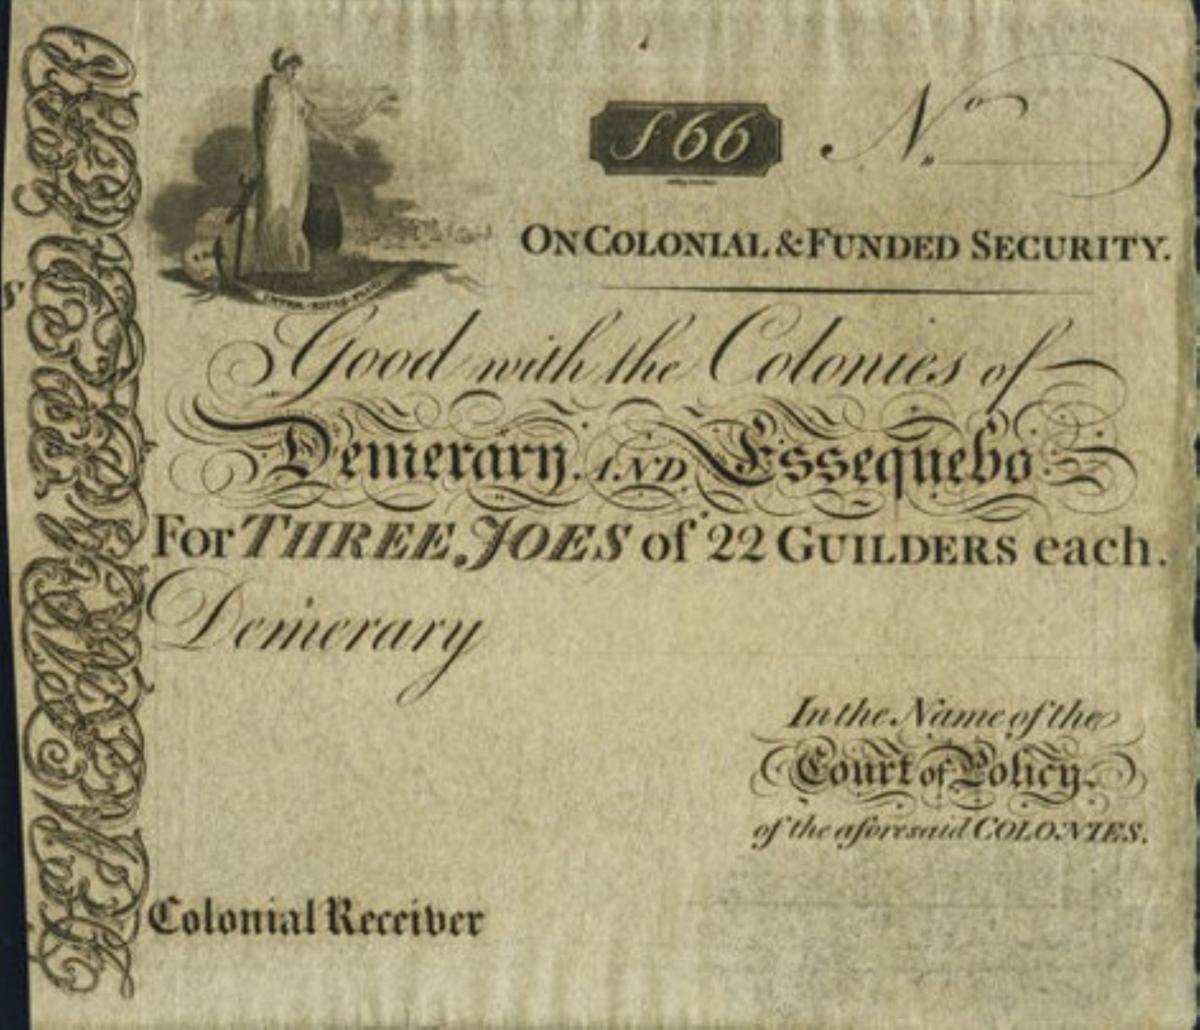 ƒ66 No.
ON COLONIAL & FUNDED SECURITY.
Good with the Colonies of
Demerary AND Essequebo
For THREE JOES of 22 GUILDERS each.
Demerary
In the Name of the
Court of Policy.
of the aforesaid COLONIES.
Colonial Receiver